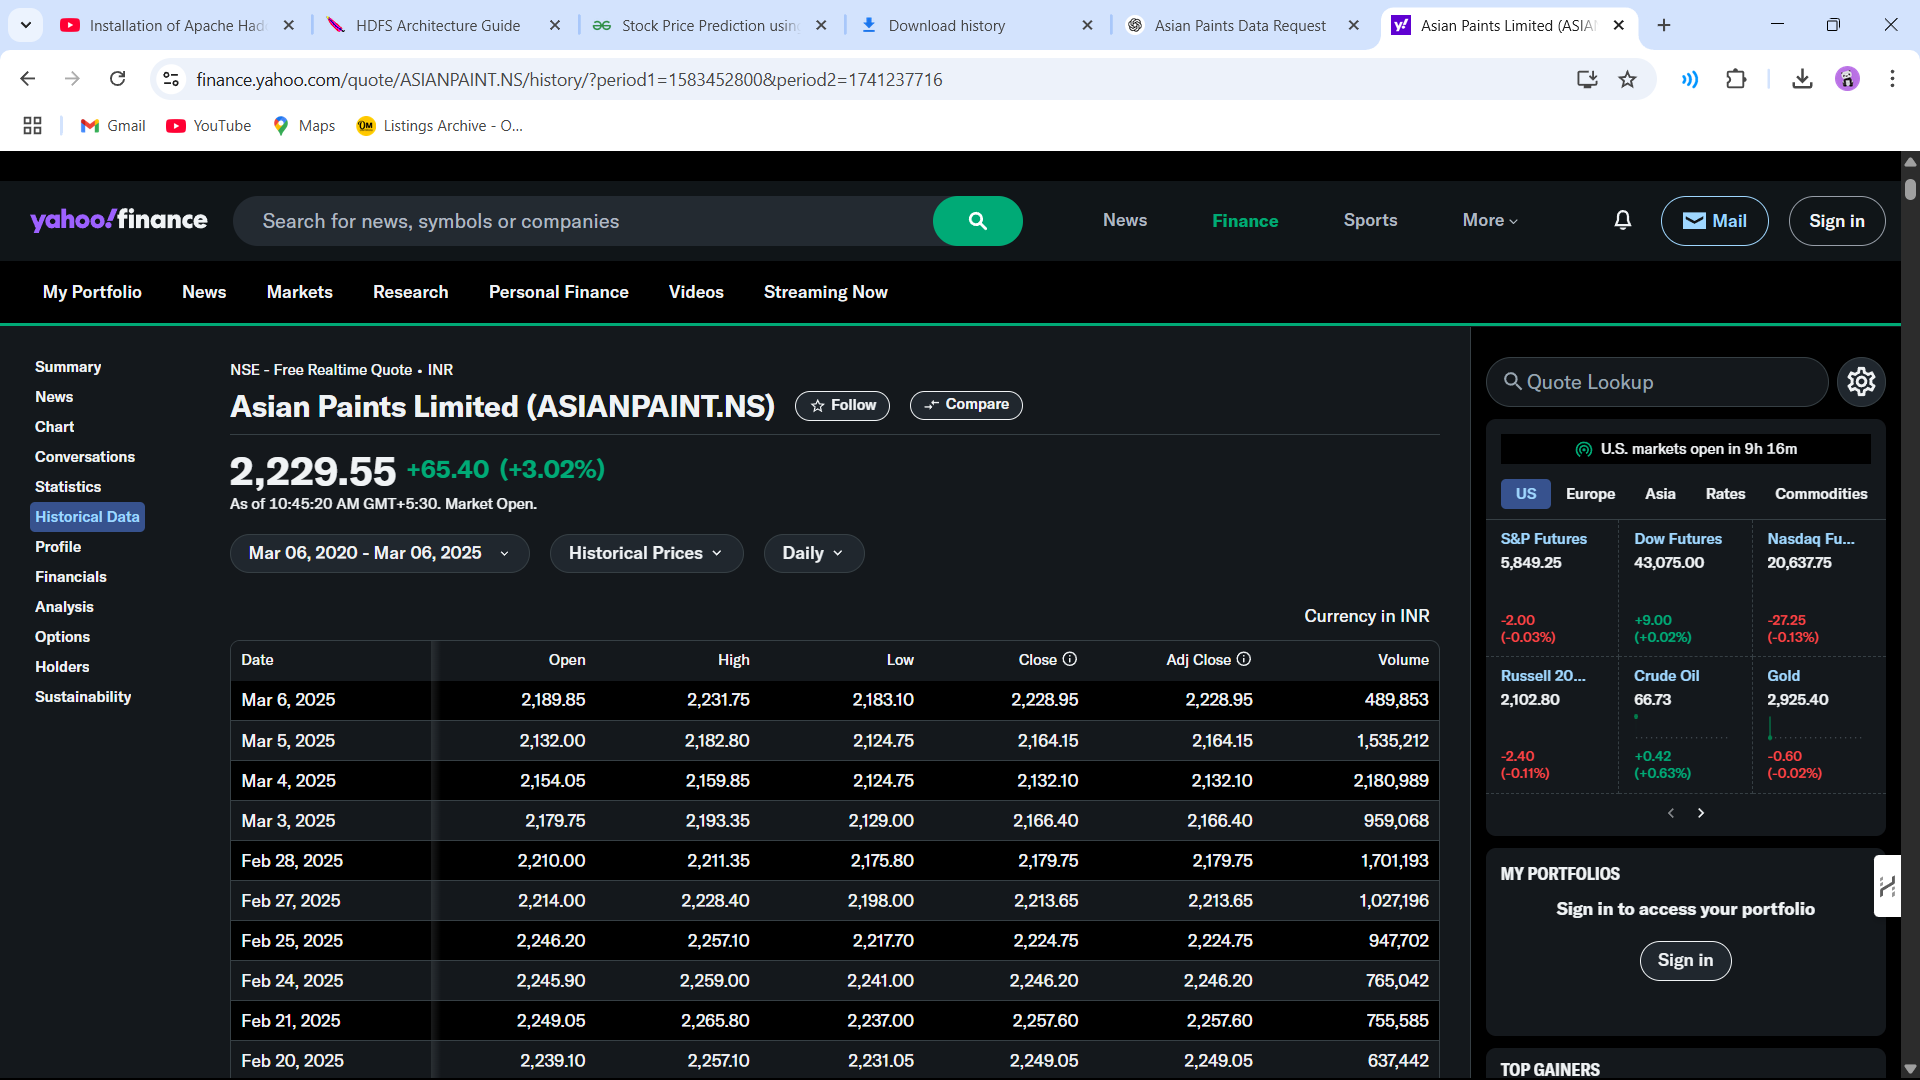 Installation of Apache Had
HDFS Architecture Guide
Stock Price Prediction using
Download history
Asian Paints Data Request
Asian Paints Limited (ASIA
finance.yahoo.com/quote/ASIANPAINT.NS/history/?period1=1583452800&period2=1741237716
Gmail
YouTube
Maps
Listings Archive - O...
yahoo!finance
Search for news, symbols or companies
News
Finance
Sports
More
Mail
Sign in
My Portfolio
News
Markets
Research
Personal Finance
Videos
Streaming Now
Summary
News
Chart
Conversations
Statistics
Historical Data
Profile
Financials
Analysis
Options
Holders
Sustainability
NSE - Free Realtime Quote • INR
Asian Paints Limited (ASIANPAINT.NS)
Follow
Compare
2,229.55 +65.40 (+3.02%)
As of 10:45:20 AM GMT+5:30. Market Open.
Mar 06, 2020 - Mar 06, 2025
Historical Prices
Daily
Currency in INR
Date Open High Low Close Adj Close Volume
Mar 6, 2025 2,189.85 2,231.75 2,183.10 2,228.95 2,228.95 489,853
Mar 5, 2025 2,132.00 2,182.80 2,124.75 2,164.15 2,164.15 1,535,212
Mar 4, 2025 2,154.05 2,159.85 2,124.75 2,132.10 2,132.10 2,180,989
Mar 3, 2025 2,179.75 2,193.35 2,129.00 2,166.40 2,166.40 959,068
Feb 28, 2025 2,210.00 2,211.35 2,175.80 2,179.75 2,179.75 1,701,193
Feb 27, 2025 2,214.00 2,228.40 2,198.00 2,213.65 2,213.65 1,027,196
Feb 25, 2025 2,246.20 2,257.10 2,217.70 2,224.75 2,224.75 947,702
Feb 24, 2025 2,245.90 2,259.00 2,241.00 2,246.20 2,246.20 765,042
Feb 21, 2025 2,249.05 2,265.80 2,237.00 2,257.60 2,257.60 755,585
Feb 20, 2025 2,239.10 2,257.10 2,231.05 2,249.05 2,249.05 637,442
Quote Lookup
U.S. markets open in 9h 16m
US Europe Asia Rates Commodities
S&P Futures Dow Futures Nasdaq Fu...
5,849.25 43,075.00 20,637.75
-2.00 +9.00 -27.25
(-0.03%) (+0.02%) (-0.13%)
Russell 20... Crude Oil Gold
2,102.80 66.73 2,925.40
-2.40 +0.42 -0.60
(-0.11%) (+0.63%) (-0.02%)
MY PORTFOLIOS
Sign in to access your portfolio
Sign in
TOP GAINERS